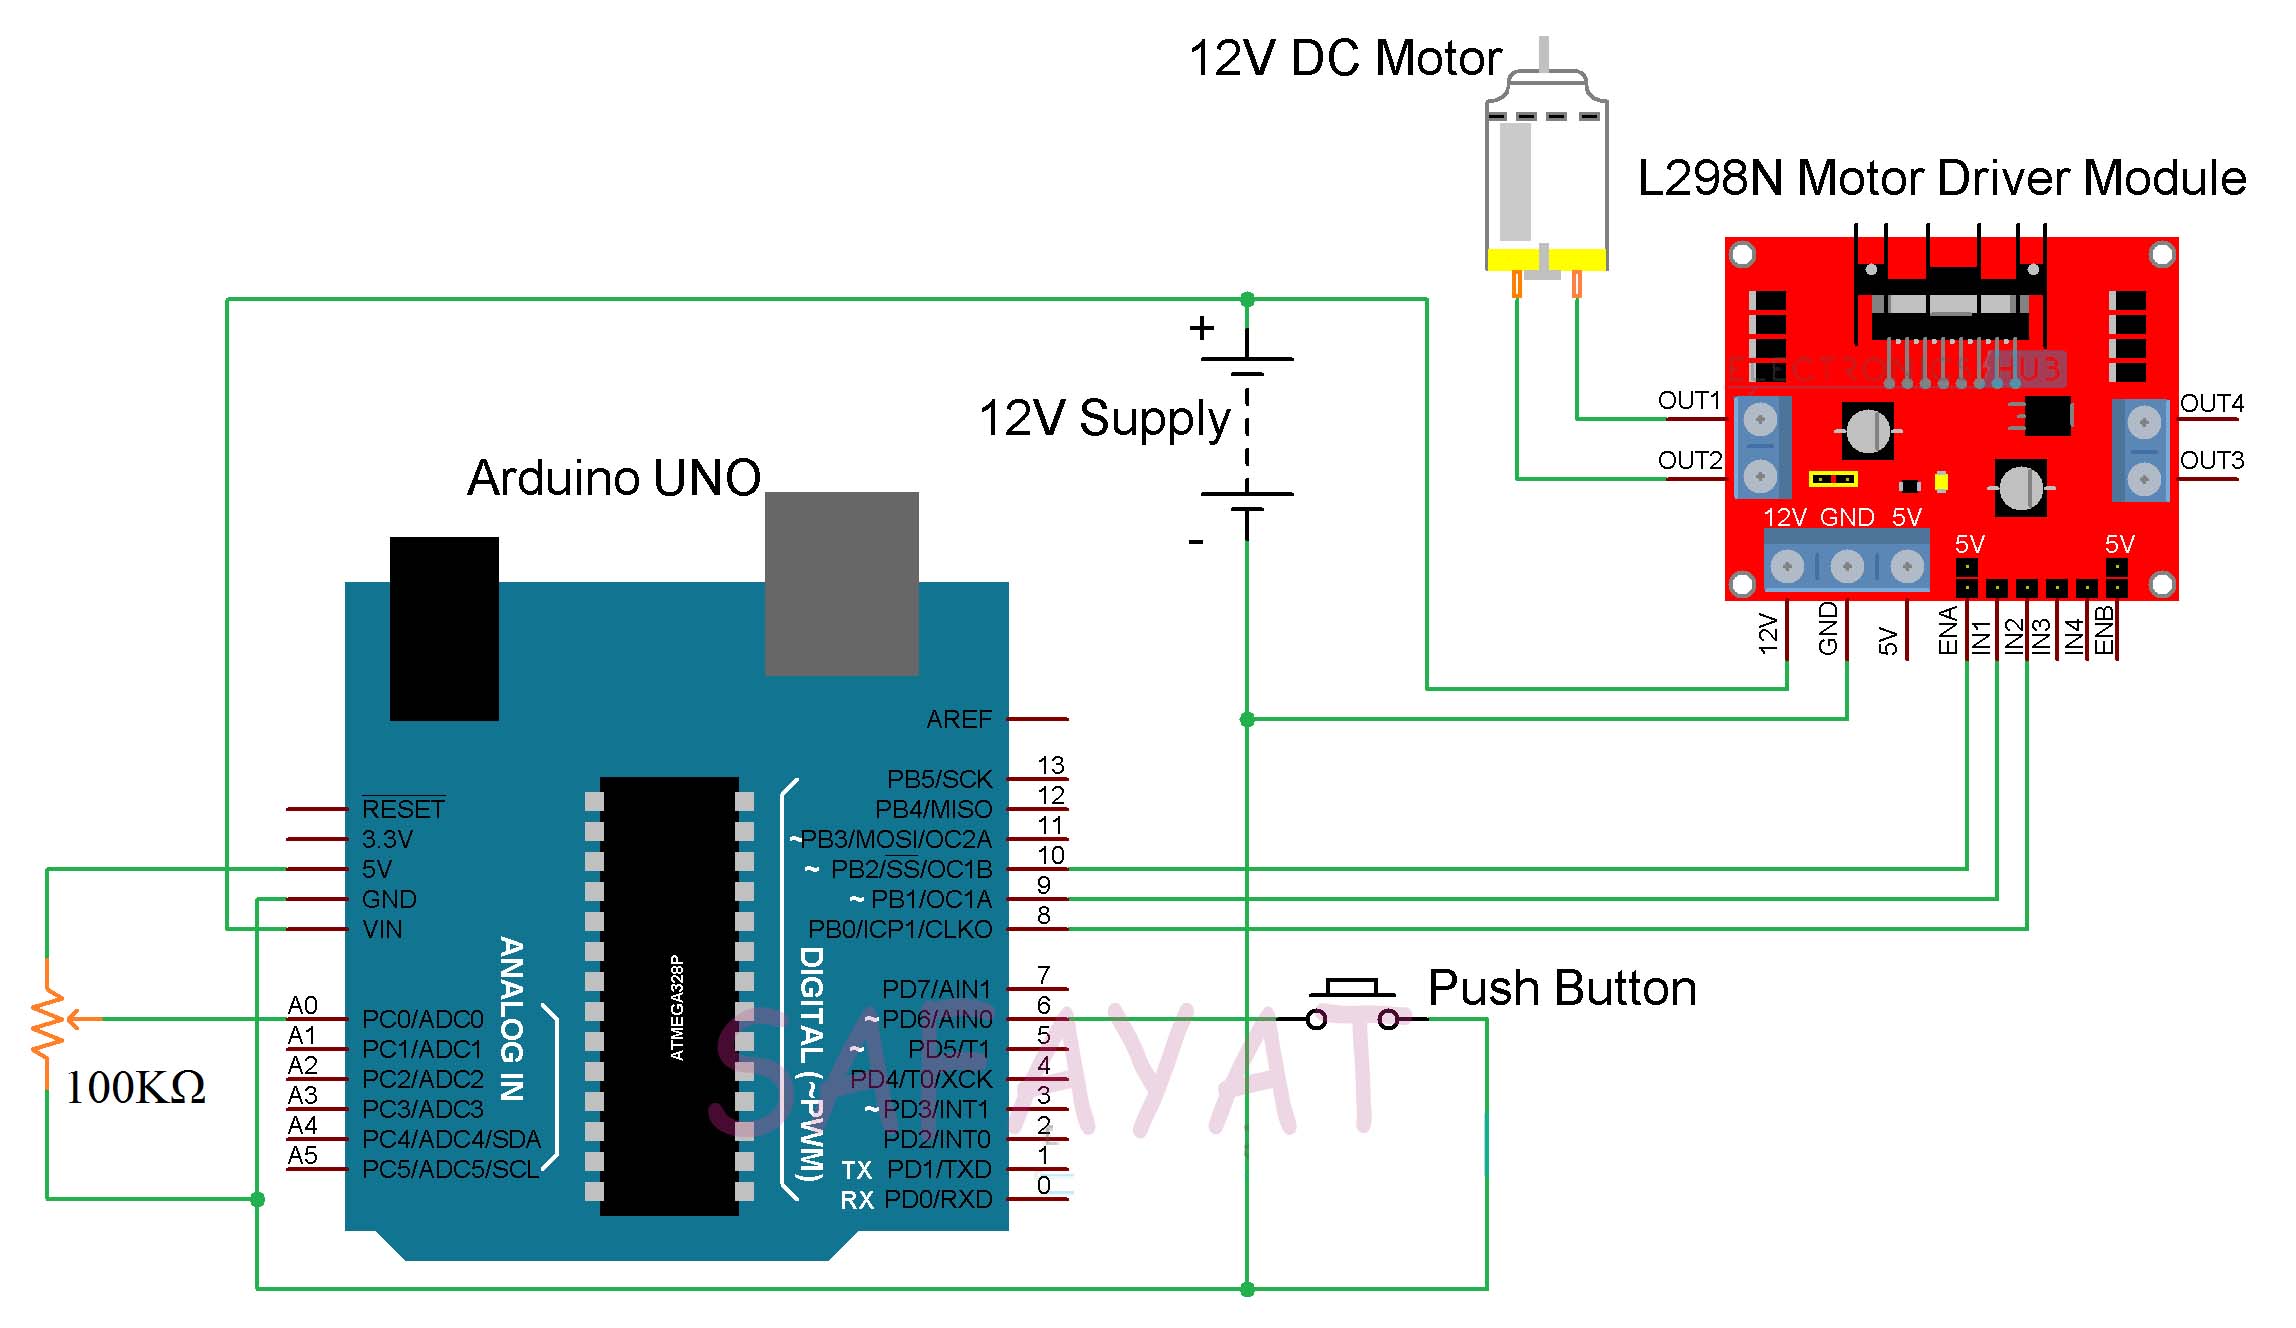 12V DC Motor
L298N Motor Driver Module
+
12V Supply
-
ELECTRONICS HUB
OUT1
OUT2
OUT4
OUT3
12V GND 5V
5V
5V
12V
GND
5V
ENA
IN1
IN2
IN3
IN4
ENB
Arduino UNO
AREF
PB5/SCK 13
PB4/MISO 12
~PB3/MOSI/OC2A 11
~ PB2/SS/OC1B 10
~ PB1/OC1A 9
PB0/ICP1/CLKO 8
PD7/AIN1 7
~ PD6/AIN0 6
~ PD5/T1 5
PD4/T0/XCK 4
~ PD3/INT1 3
PD2/INT0 2
TX PD1/TXD 1
RX PD0/RXD 0
RESET
3.3V
5V
GND
VIN
A0 PC0/ADC0
A1 PC1/ADC1
A2 PC2/ADC2
A3 PC3/ADC3
A4 PC4/ADC4/SDA
A5 PC5/ADC5/SCL
ANALOG IN
ATMEGA328P
DIGITAL (~PWM)
100KΩ
Push Button
SAFAYAT